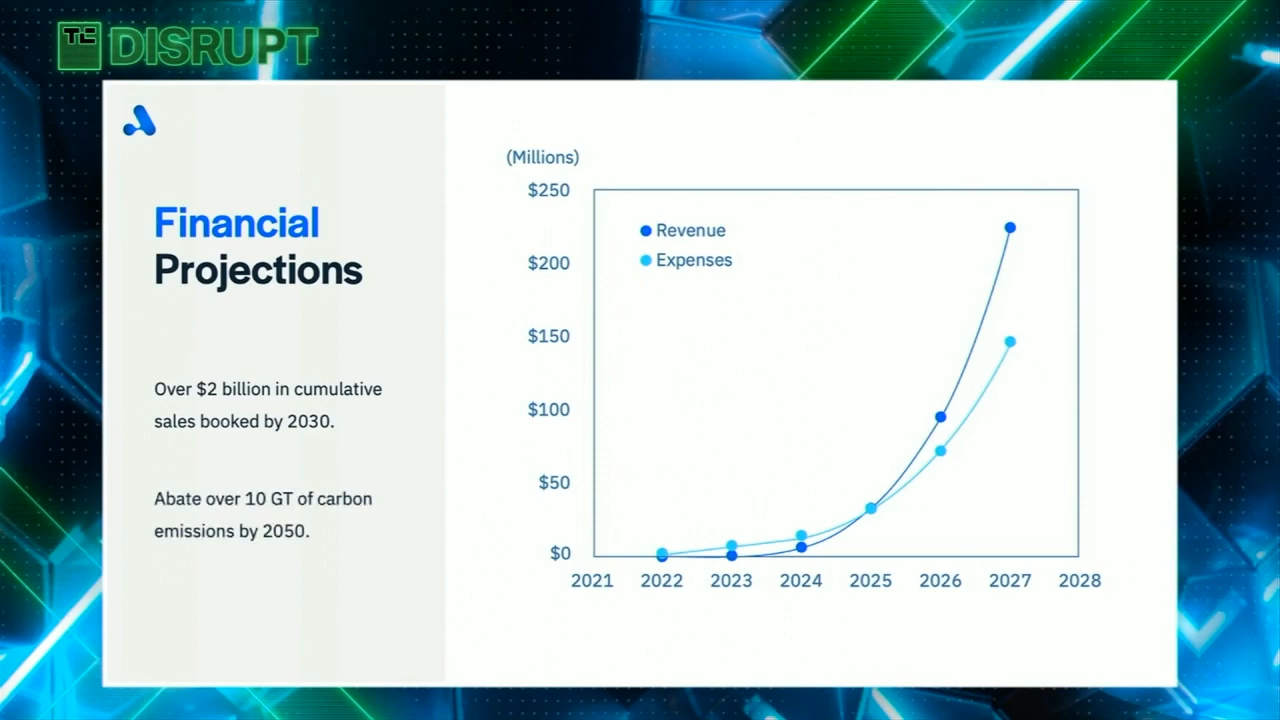 TC DISRUPT
Financial
Projections
Over $2 billion in cumulative
sales booked by 2030.
Abate over 10 GT of carbon
emissions by 2050.
(Millions)
$250
$200
$150
$100
$50
$0
Revenue
Expenses
2021 2022 2023 2024 2025 2026 2027 2028